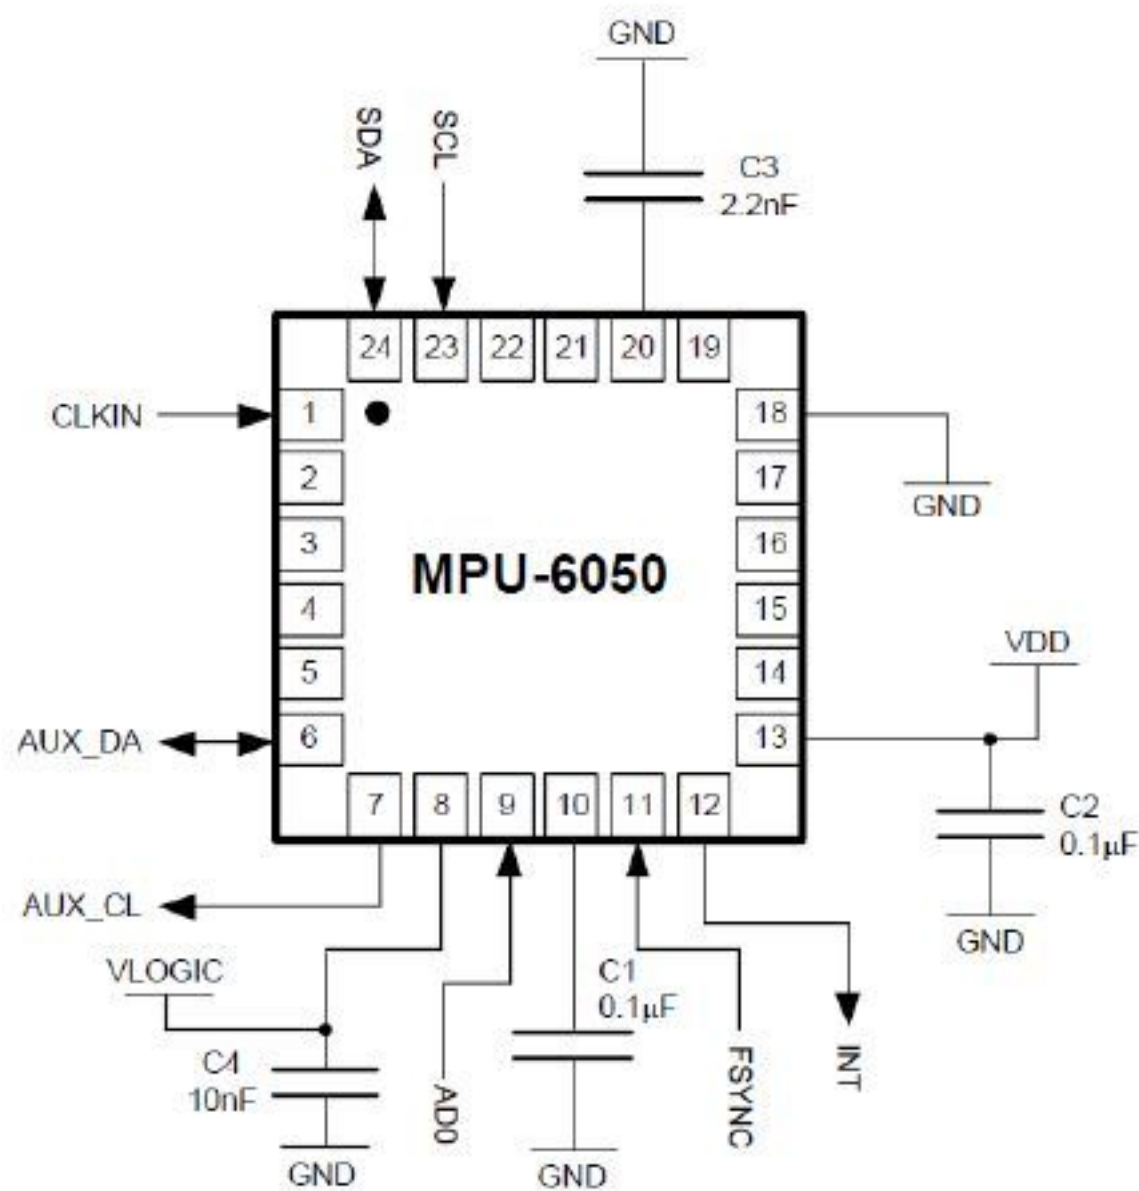 GND
SDA
SCL
C3
2.2nF
24 23 22 21 20 19
CLKIN
1
2
3
4
5
6
18
17
16
15
14
13
GND
MPU-6050
VDD
AUX_DA
7 8 9 10 11 12
C2
0.1µF
GND
AUX_CL
VLOGIC
C4
10nF
GND
AD0
C1
0.1µF
GND
FSYNC
INT